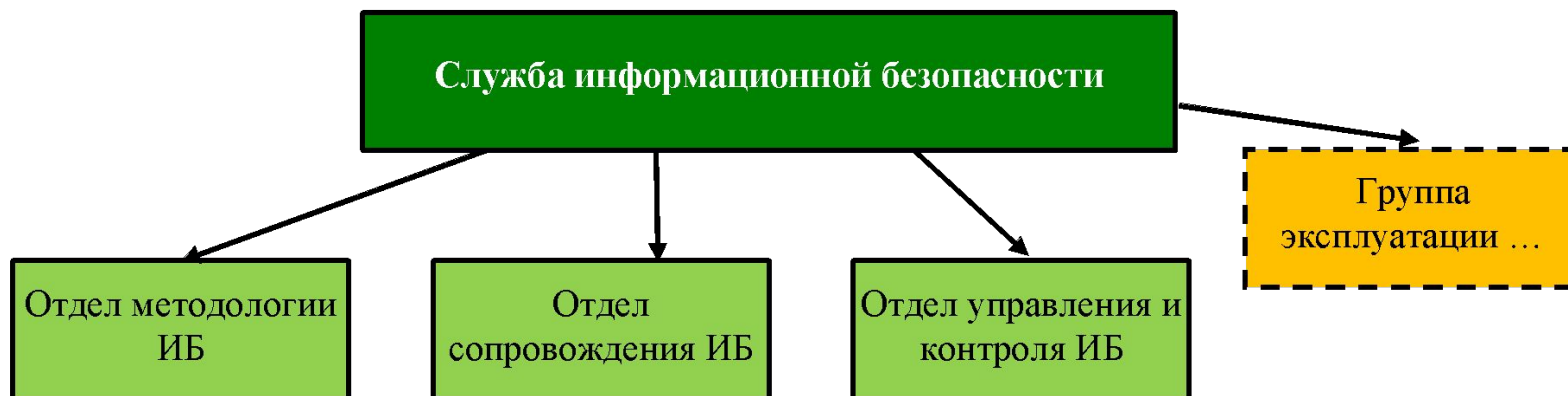 Служба информационной безопасности
Группа
эксплуатации ...
Отдел методологии
ИБ
Отдел
сопровождения ИБ
Отдел управления и
контроля ИБ